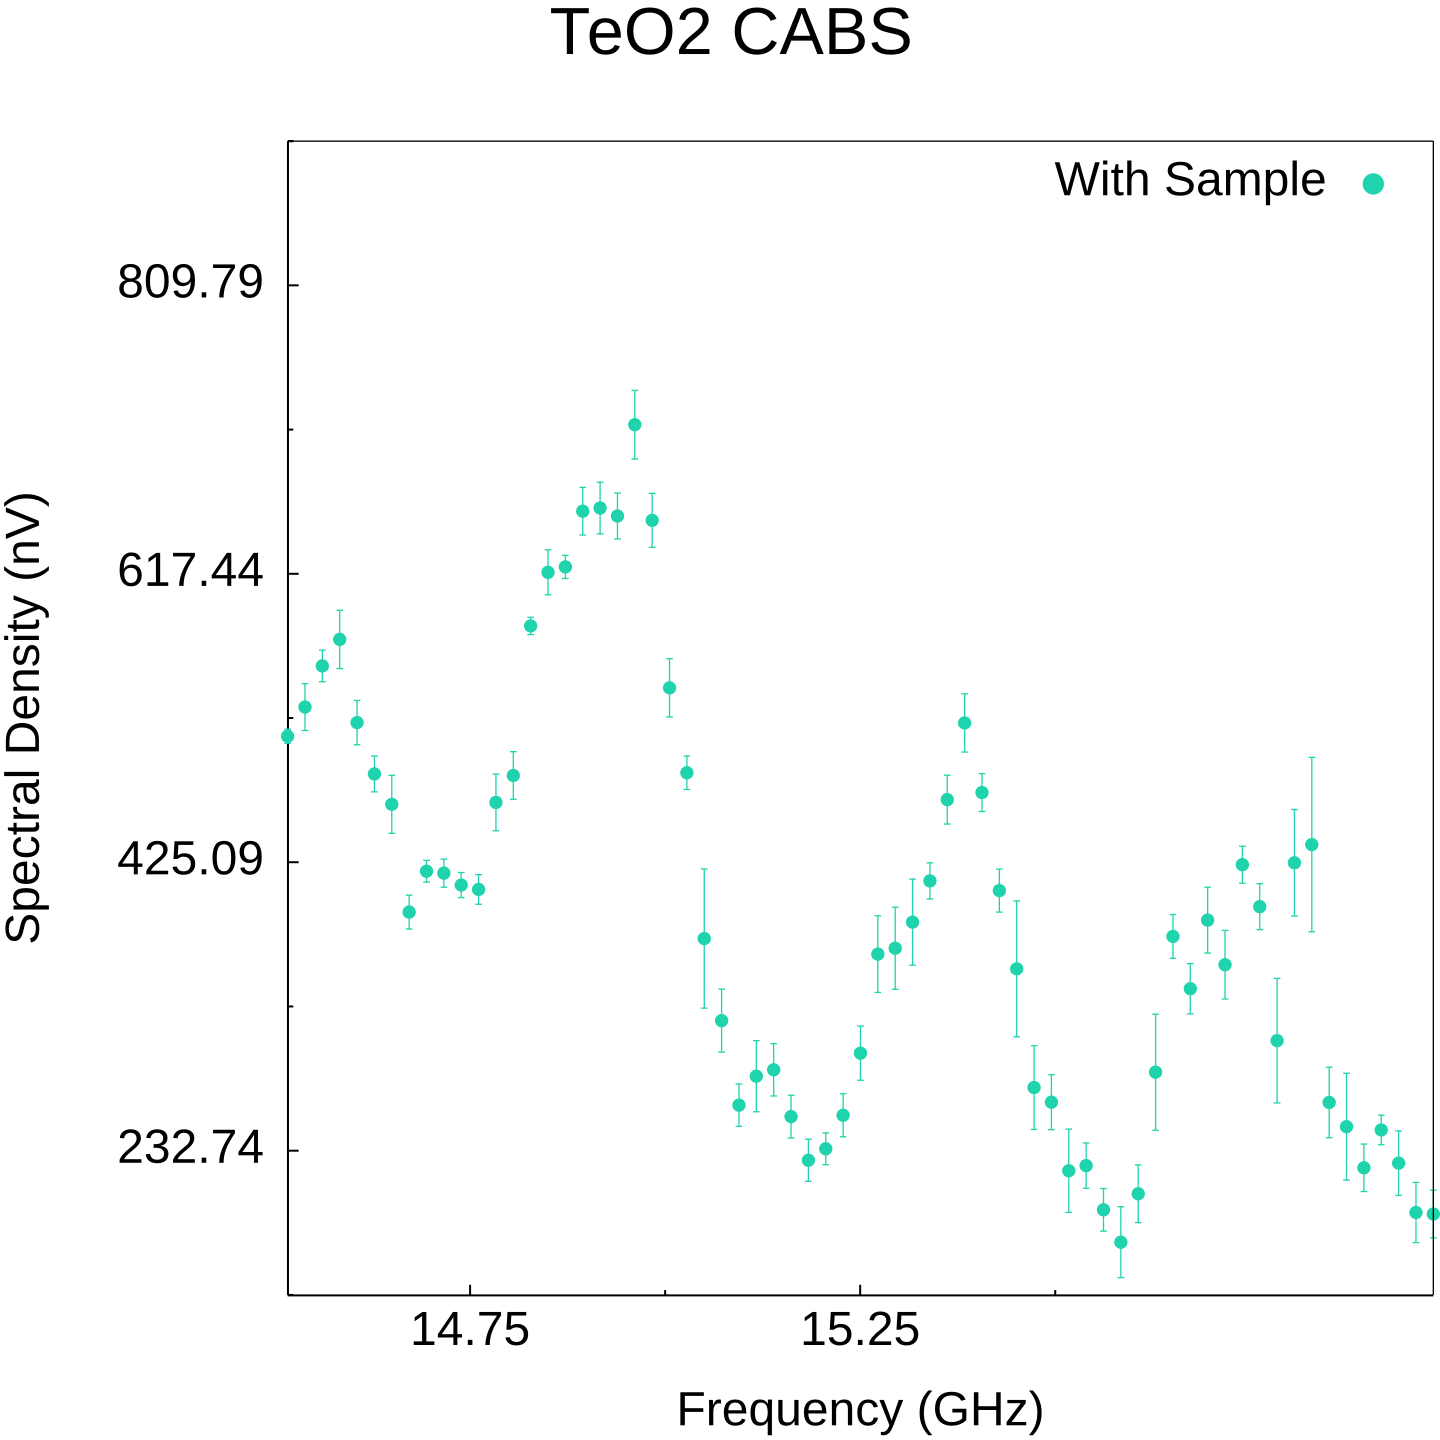 TeO2 CABS
With Sample
809.79
617.44
425.09
232.74
Spectral Density (nV)
14.75
15.25
Frequency (GHz)